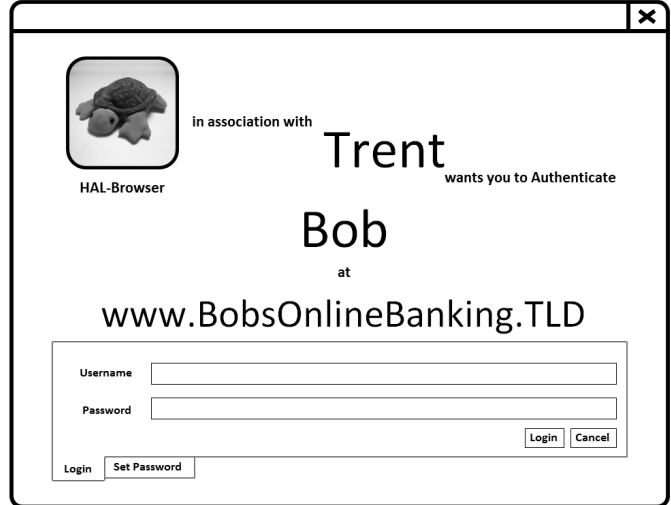 in association with
Trent
wants you to Authenticate
HAL-Browser
Bob
at
www.BobsOnlineBanking.TLD
Username
Password
Login Cancel
Login Set Password